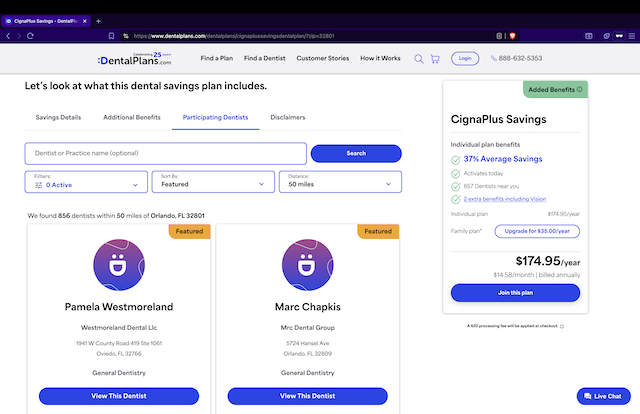 CignaPlus Savings - DentalPlans
https://www.dentalplans.com/dentalplans/cignaplussavingsdentalplan/?zip=32801
Celebrating 25 years
:DentalPlans.com
Find a Plan
Find a Dentist
Customer Stories
How it Works
Login
888-632-5353
Let's look at what this dental savings plan includes.
Savings Details
Additional Benefits
Participating Dentists
Disclaimers
Dentist or Practice name (optional)
Search
Filters:
0 Active
Sort By:
Featured
Distance:
50 miles
We found 856 dentists within 50 miles of Orlando, FL 32801
Featured
Pamela Westmoreland
Westmoreland Dental Llc
1941 W County Road 419 Ste 1061
Oviedo, FL 32766
General Dentistry
View This Dentist
Featured
Marc Chapkis
Mrc Dental Group
5724 Hansel Ave
Orlando, FL 32809
General Dentistry
View This Dentist
Added Benefits
CignaPlus Savings
Individual plan benefits
37% Average Savings
Activates today
857 Dentists near you
2 extra benefits including Vision
Individual plan
$174.95/year
Family plan*
Upgrade for $35.00/year
$174.95/year
$14.58/month | billed annually
Join this plan
A $20 processing fee will be applied at checkout.
Live Chat